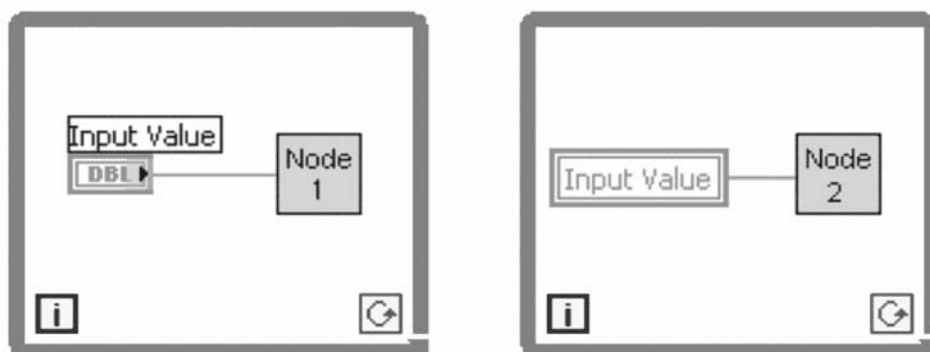 Input Value
DBL
Node
1
i
Input Value
Node
2
i